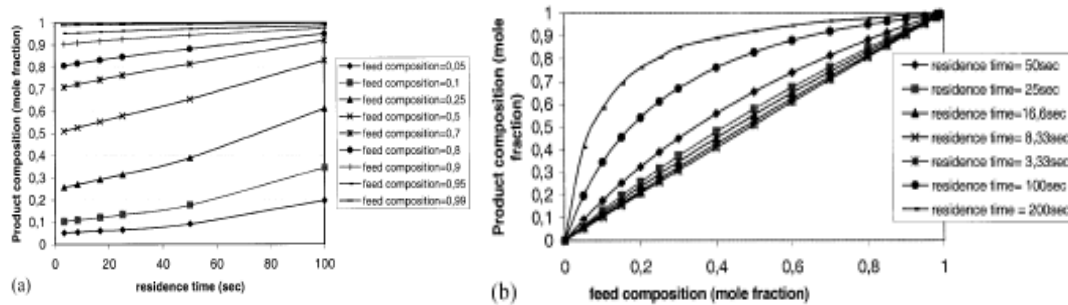 Product composition (mole fraction)
1
0,9
0,8
0,7
0,6
0,5
0,4
0,3
0,2
0,1
0
0 20 40 60 80 100
residence time (sec)
feed composition=0,05
feed composition=0,1
feed composition=0,25
feed composition=0,5
feed composition=0,7
feed composition=0,8
feed composition=0,9
feed composition=0,95
feed composition=0,99
(a)
Product composition (mole
fraction)
1
0,9
0,8
0,7
0,6
0,5
0,4
0,3
0,2
0,1
0
0 0,2 0,4 0,6 0,8 1
feed composition (mole fraction)
residence time= 50sec
residence time= 25sec
residence time= 16,6sec
residence time= 8,33sec
residence time= 3,33sec
residence time= 100sec
residence time = 200sec
(b)